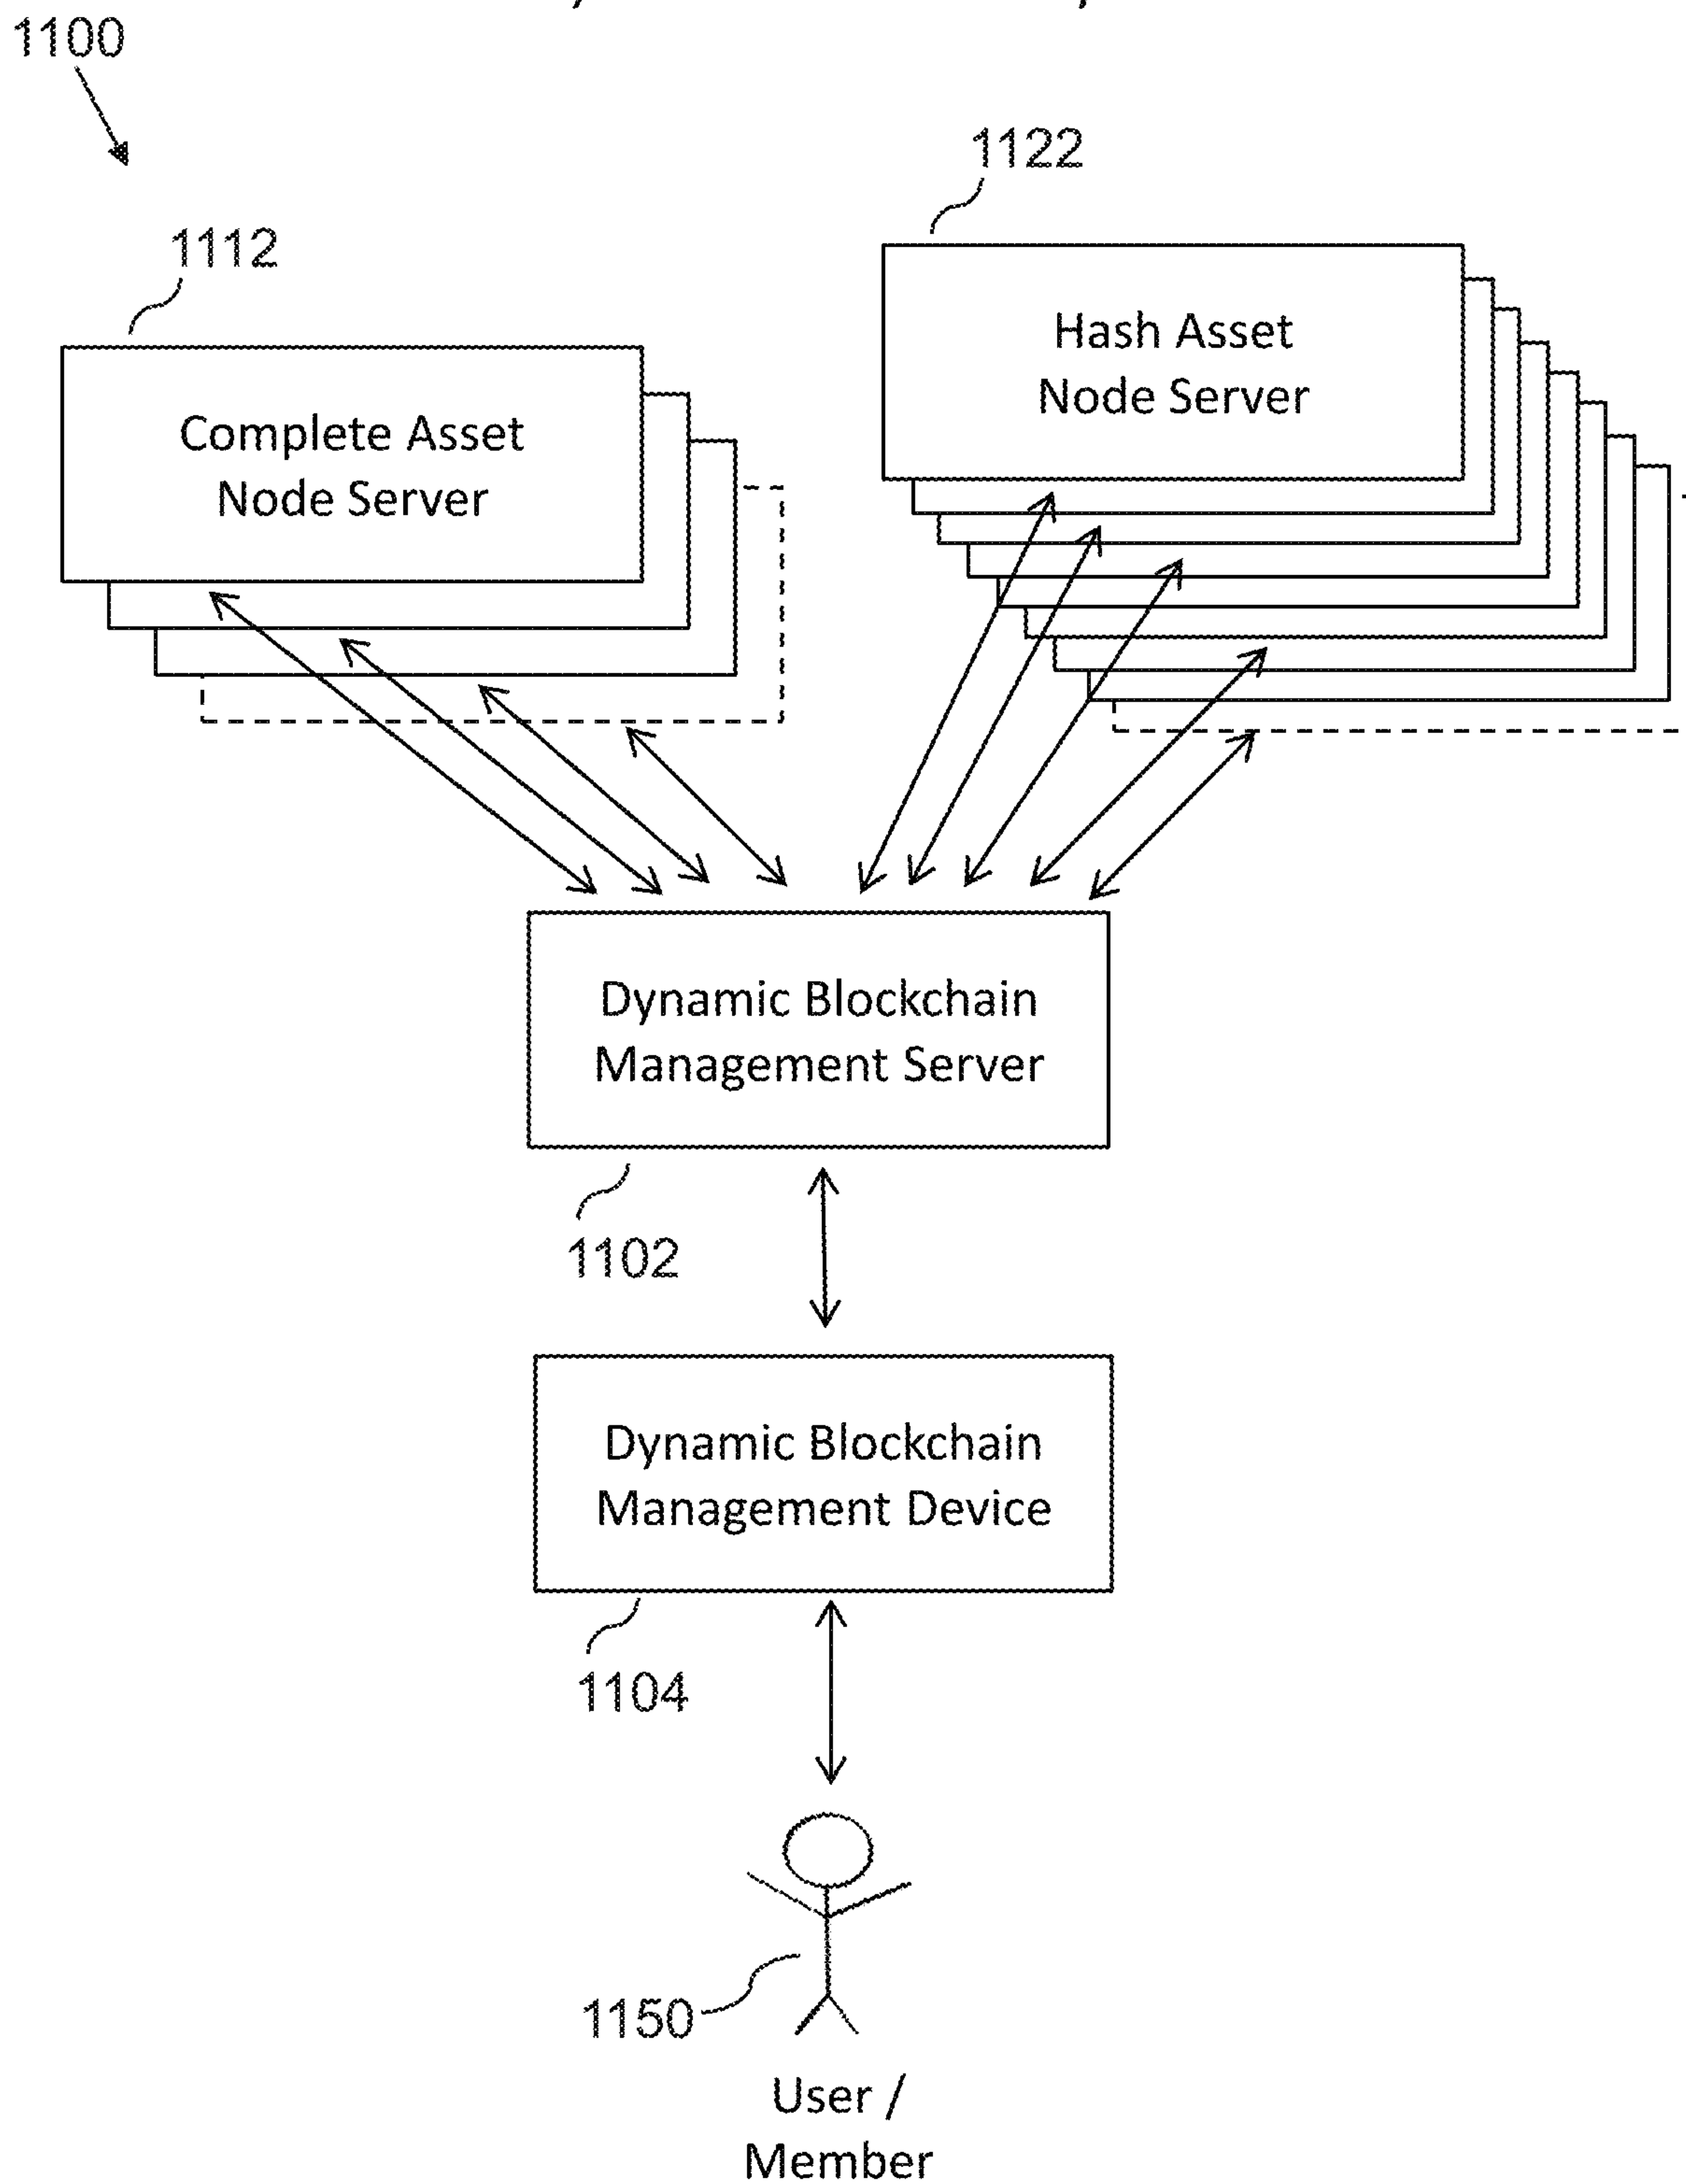 1100
1122
1112
Hash Asset
Node Server
Complete Asset
Node Server
Dynamic Blockchain
Management Server
1102
Dynamic Blockchain
Management Device
1104
1150
User /
Member